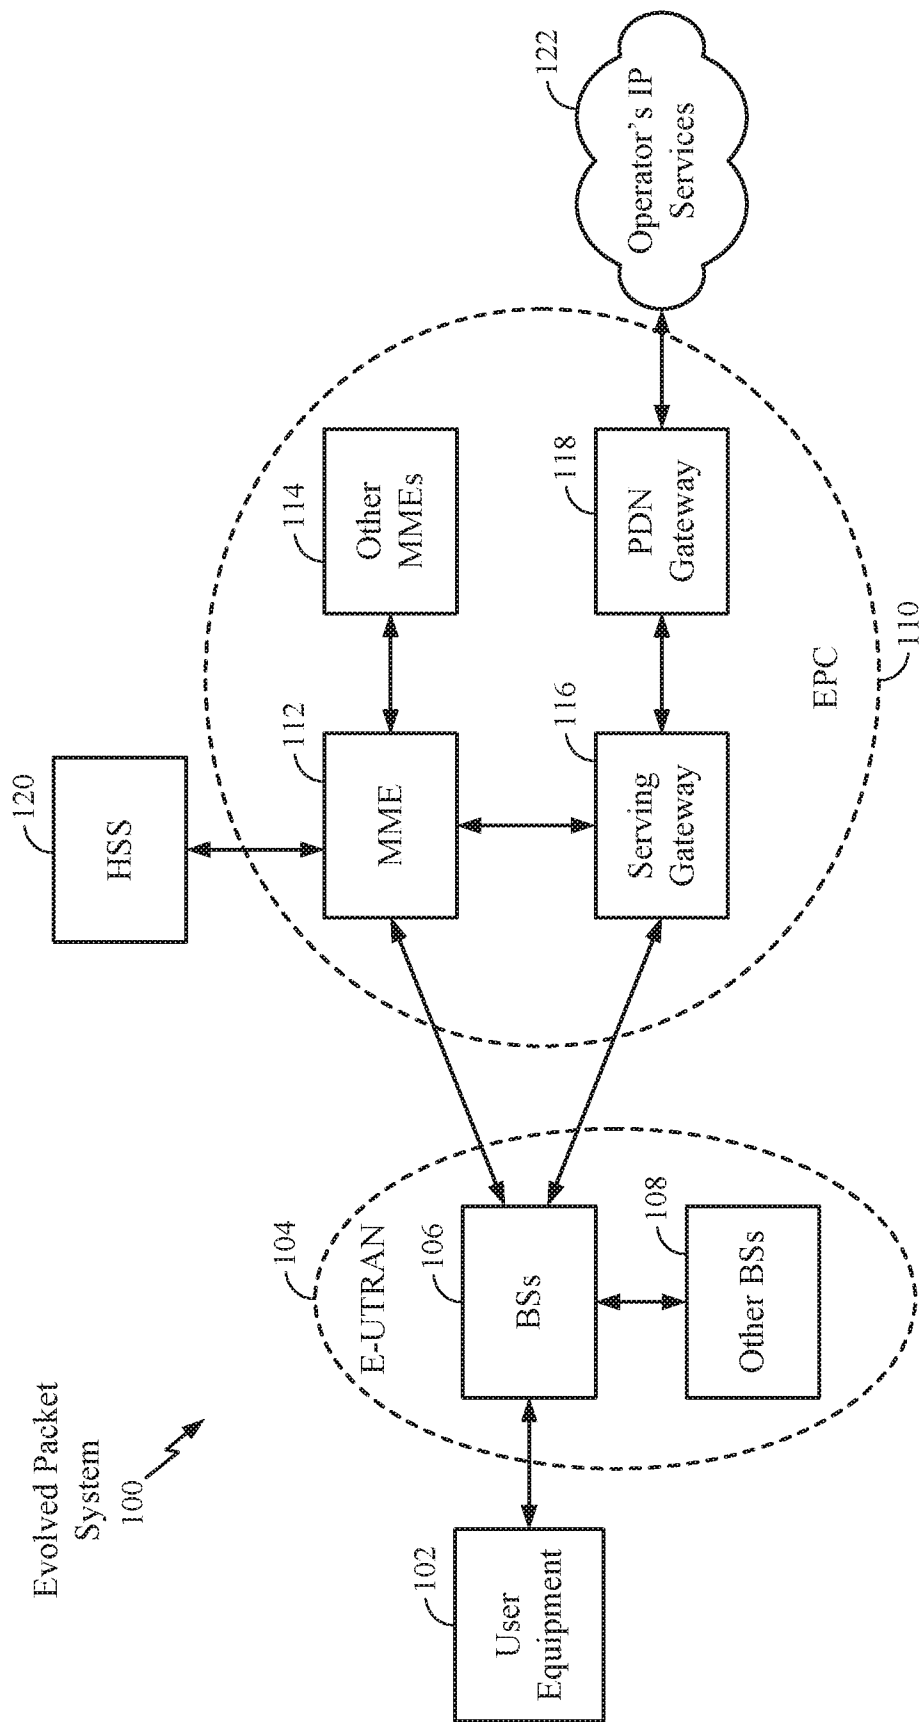 Evolved Packet
System
100
102
User
Equipment
104
E-UTRAN
106
BSs
108
Other BSs
120
HSS
112
MME
114
Other
MMEs
116
Serving
Gateway
118
PDN
Gateway
EPC
110
122
Operator's IP
Services